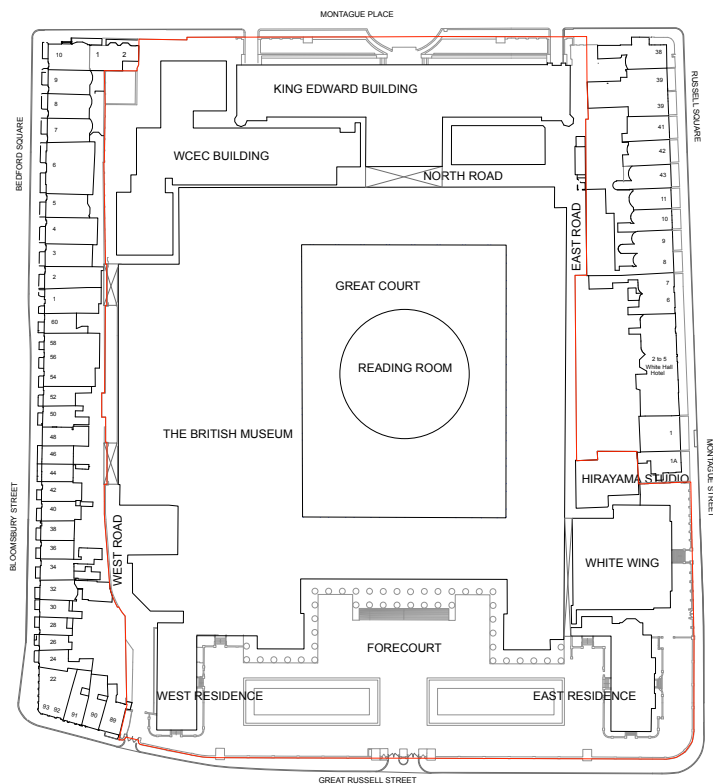 MONTAGUE PLACE
10
1
2
38
9
39
8
39
7
41
6
42
43
5
11
4
10
3
9
2
8
1
7
6
60
58
56
2 to 5
White Hall
Hotel
54
52
50
1
48
46
1A
44
42
40
38
36
34
32
30
28
26
24
22
93
92
91
90
89
BEDFORD SQUARE
RUSSELL SQUARE
KING EDWARD BUILDING
WCEC BUILDING
NORTH ROAD
EAST ROAD
GREAT COURT
READING ROOM
THE BRITISH MUSEUM
HIRAYAMA STUDIO
MONTAGUE STREET
BLOOMSBURY STREET
WEST ROAD
WHITE WING
FORECOURT
WEST RESIDENCE
EAST RESIDENCE
GREAT RUSSELL STREET